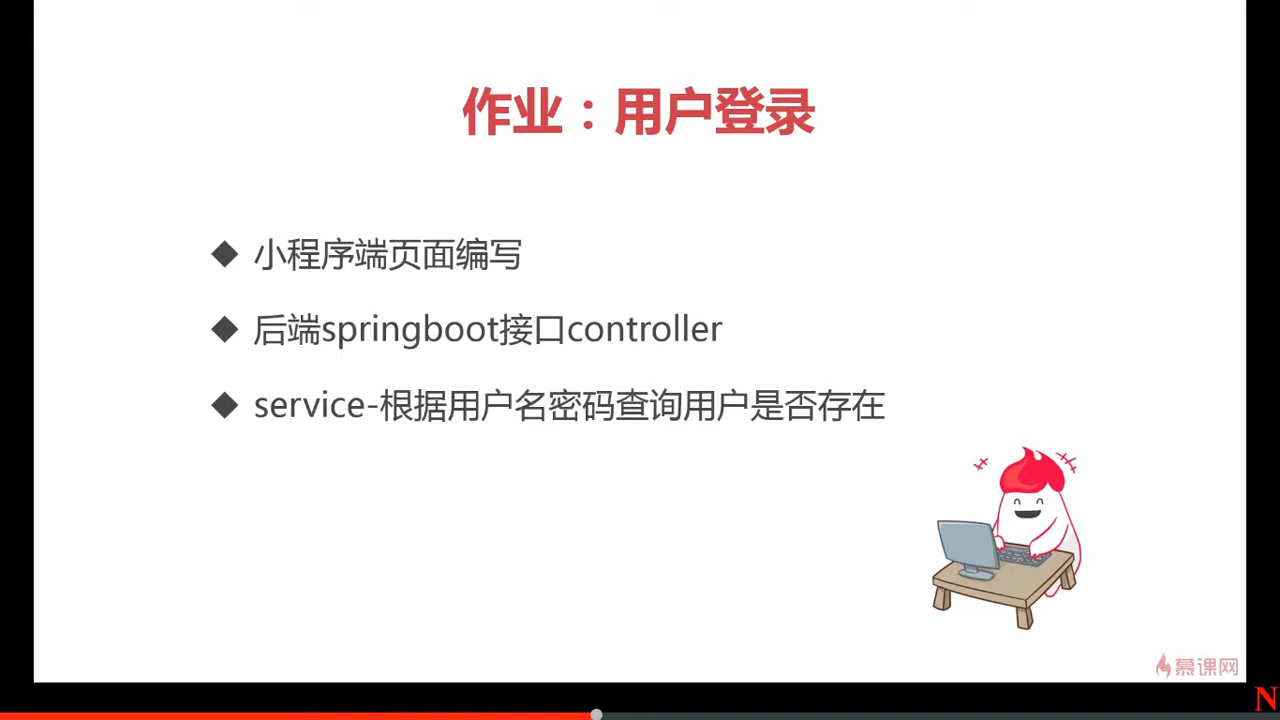 作业：用户登录
小程序端页面编写
后端springboot接口controller
service-根据用户名密码查询用户是否存在
慕课网
N